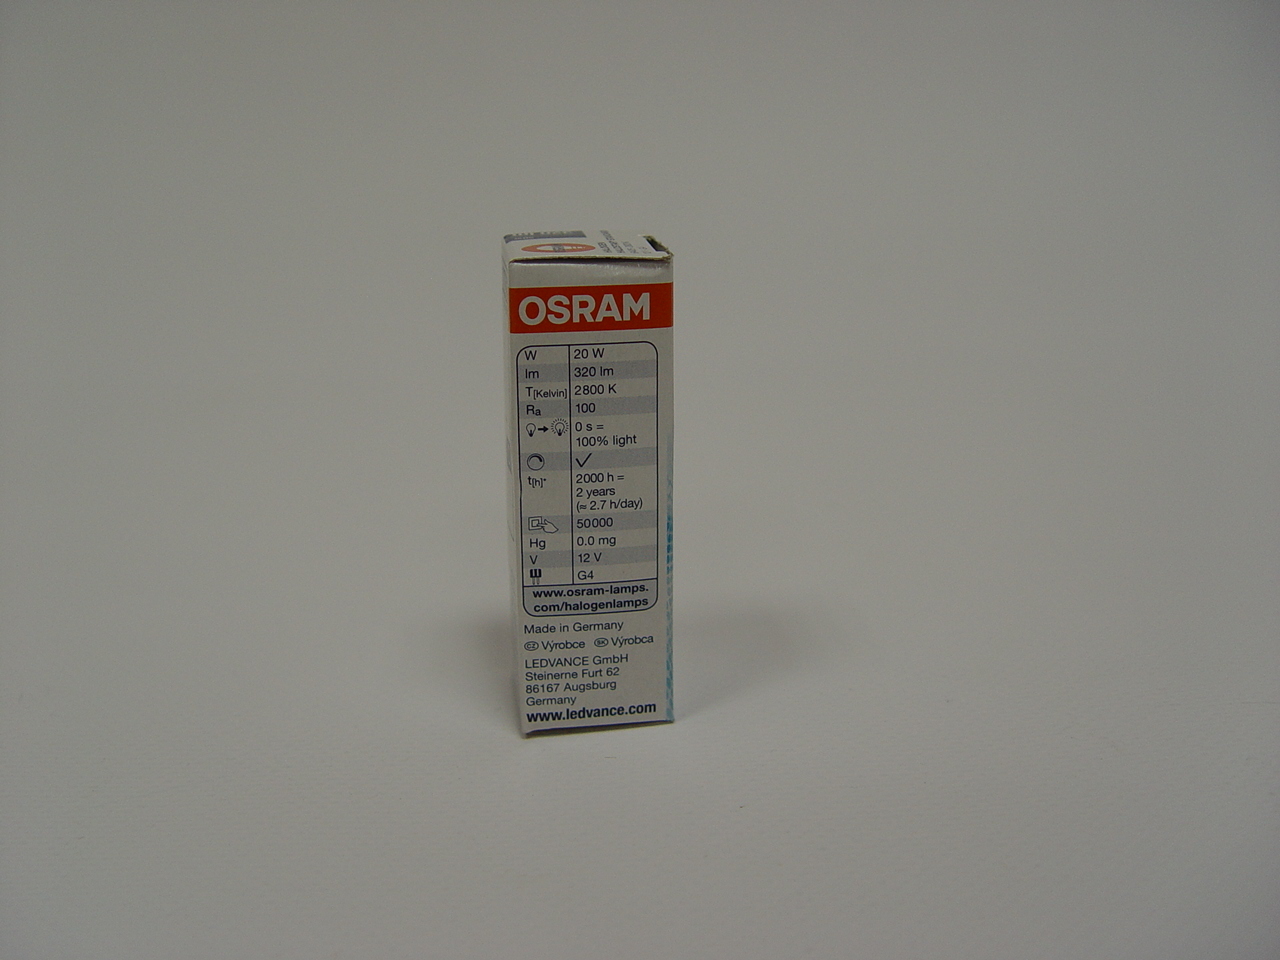 OSRAM
W 20 W
lm 320 lm
T[Kelvin] 2800 K
Ra 100
0 s =
100% light
t[h]* 2000 h =
2 years
(≈ 2.7 h/day)
50000
Hg 0.0 mg
V 12 V
G4
www.osram-lamps.
com/halogenlamps
Made in Germany
CZ Výrobce SK Výrobca
LEDVANCE GmbH
Steinerne Furt 62
86167 Augsburg
Germany
www.ledvance.com